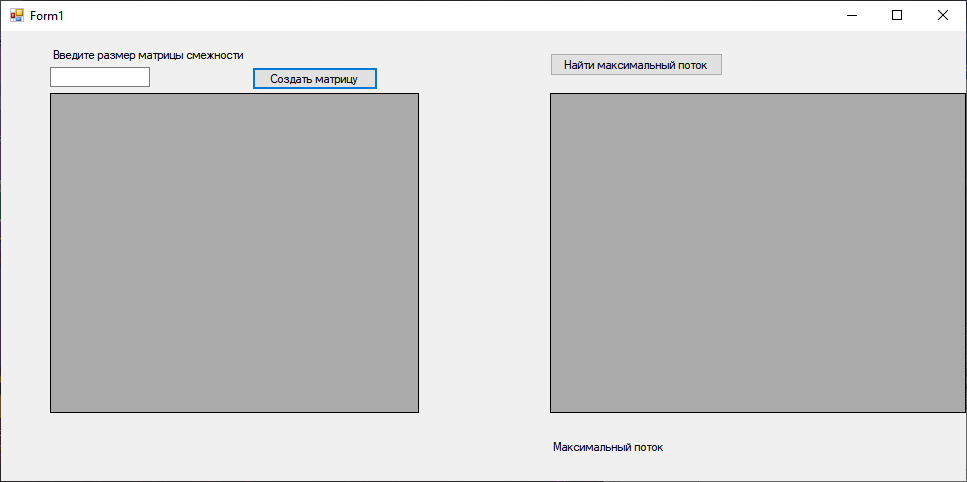 Form1
Введите размер матрицы смежности
Создать матрицу
Найти максимальный поток
Максимальный поток